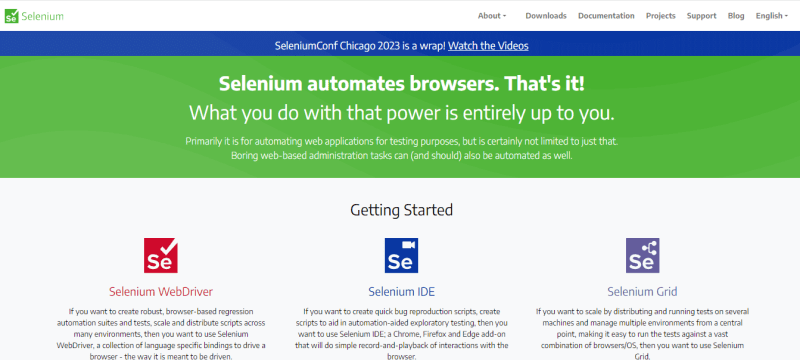 Se Selenium
About
Downloads
Documentation
Projects
Support
Blog
English
SeleniumConf Chicago 2023 is a wrap! Watch the Videos
Selenium automates browsers. That's it!
What you do with that power is entirely up to you.
Primarily it is for automating web applications for testing purposes, but is certainly not limited to just that.
Boring web-based administration tasks can (and should) also be automated as well.
Getting Started
Se
Selenium WebDriver
If you want to create robust, browser-based regression
automation suites and tests, scale and distribute scripts across
many environments, then you want to use Selenium
WebDriver, a collection of language specific bindings to drive a
browser - the way it is meant to be driven.
Se
Selenium IDE
If you want to create quick bug reproduction scripts, create
scripts to aid in automation-aided exploratory testing, then you
want to use Selenium IDE; a Chrome, Firefox and Edge add-on
that will do simple record-and-playback of interactions with the
browser.
Se
Selenium Grid
If you want to scale by distributing and running tests on several
machines and manage multiple environments from a central
point, making it easy to run the tests against a vast
combination of browsers/OS, then you want to use Selenium
Grid.